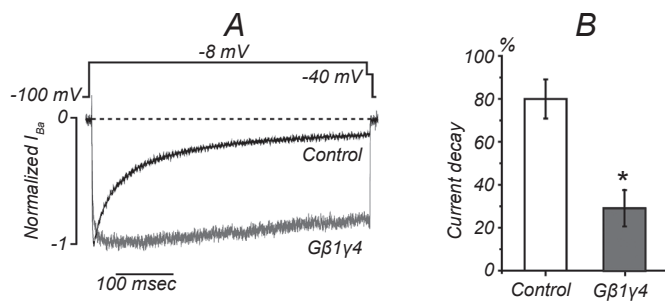 A
-8 mV
-40 mV
-100 mV
0
Normalized I_Ba
Control
-1
Gβ1γ4
100 msec
B
%
100
80
60
40
20
0
Current decay
*
Control
Gβ1γ4